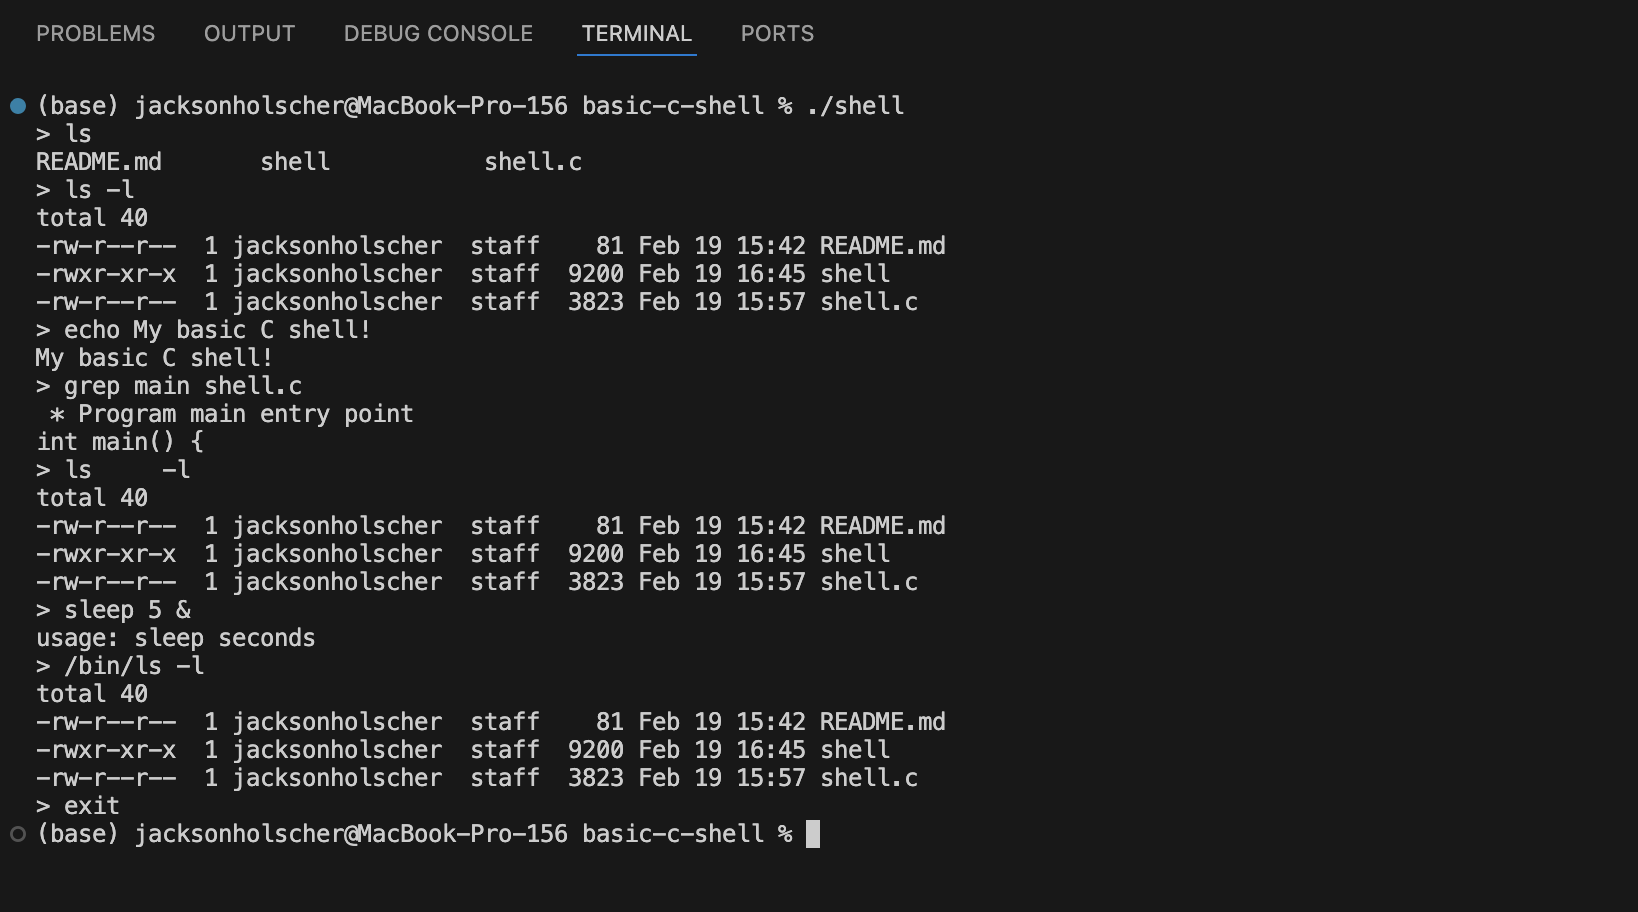 PROBLEMS OUTPUT DEBUG CONSOLE TERMINAL PORTS
(base) jacksonholscher@MacBook-Pro-156 basic-c-shell % ./shell
> ls
README.md       shell           shell.c
> ls -l
total 40
-rw-r--r--  1 jacksonholscher  staff    81 Feb 19 15:42 README.md
-rwxr-xr-x  1 jacksonholscher  staff  9200 Feb 19 16:45 shell
-rw-r--r--  1 jacksonholscher  staff  3823 Feb 19 15:57 shell.c
> echo My basic C shell!
My basic C shell!
> grep main shell.c
 * Program main entry point
int main() {
> ls     -l
total 40
-rw-r--r--  1 jacksonholscher  staff    81 Feb 19 15:42 README.md
-rwxr-xr-x  1 jacksonholscher  staff  9200 Feb 19 16:45 shell
-rw-r--r--  1 jacksonholscher  staff  3823 Feb 19 15:57 shell.c
> sleep 5 &
usage: sleep seconds
> /bin/ls -l
total 40
-rw-r--r--  1 jacksonholscher  staff    81 Feb 19 15:42 README.md
-rwxr-xr-x  1 jacksonholscher  staff  9200 Feb 19 16:45 shell
-rw-r--r--  1 jacksonholscher  staff  3823 Feb 19 15:57 shell.c
> exit
(base) jacksonholscher@MacBook-Pro-156 basic-c-shell %